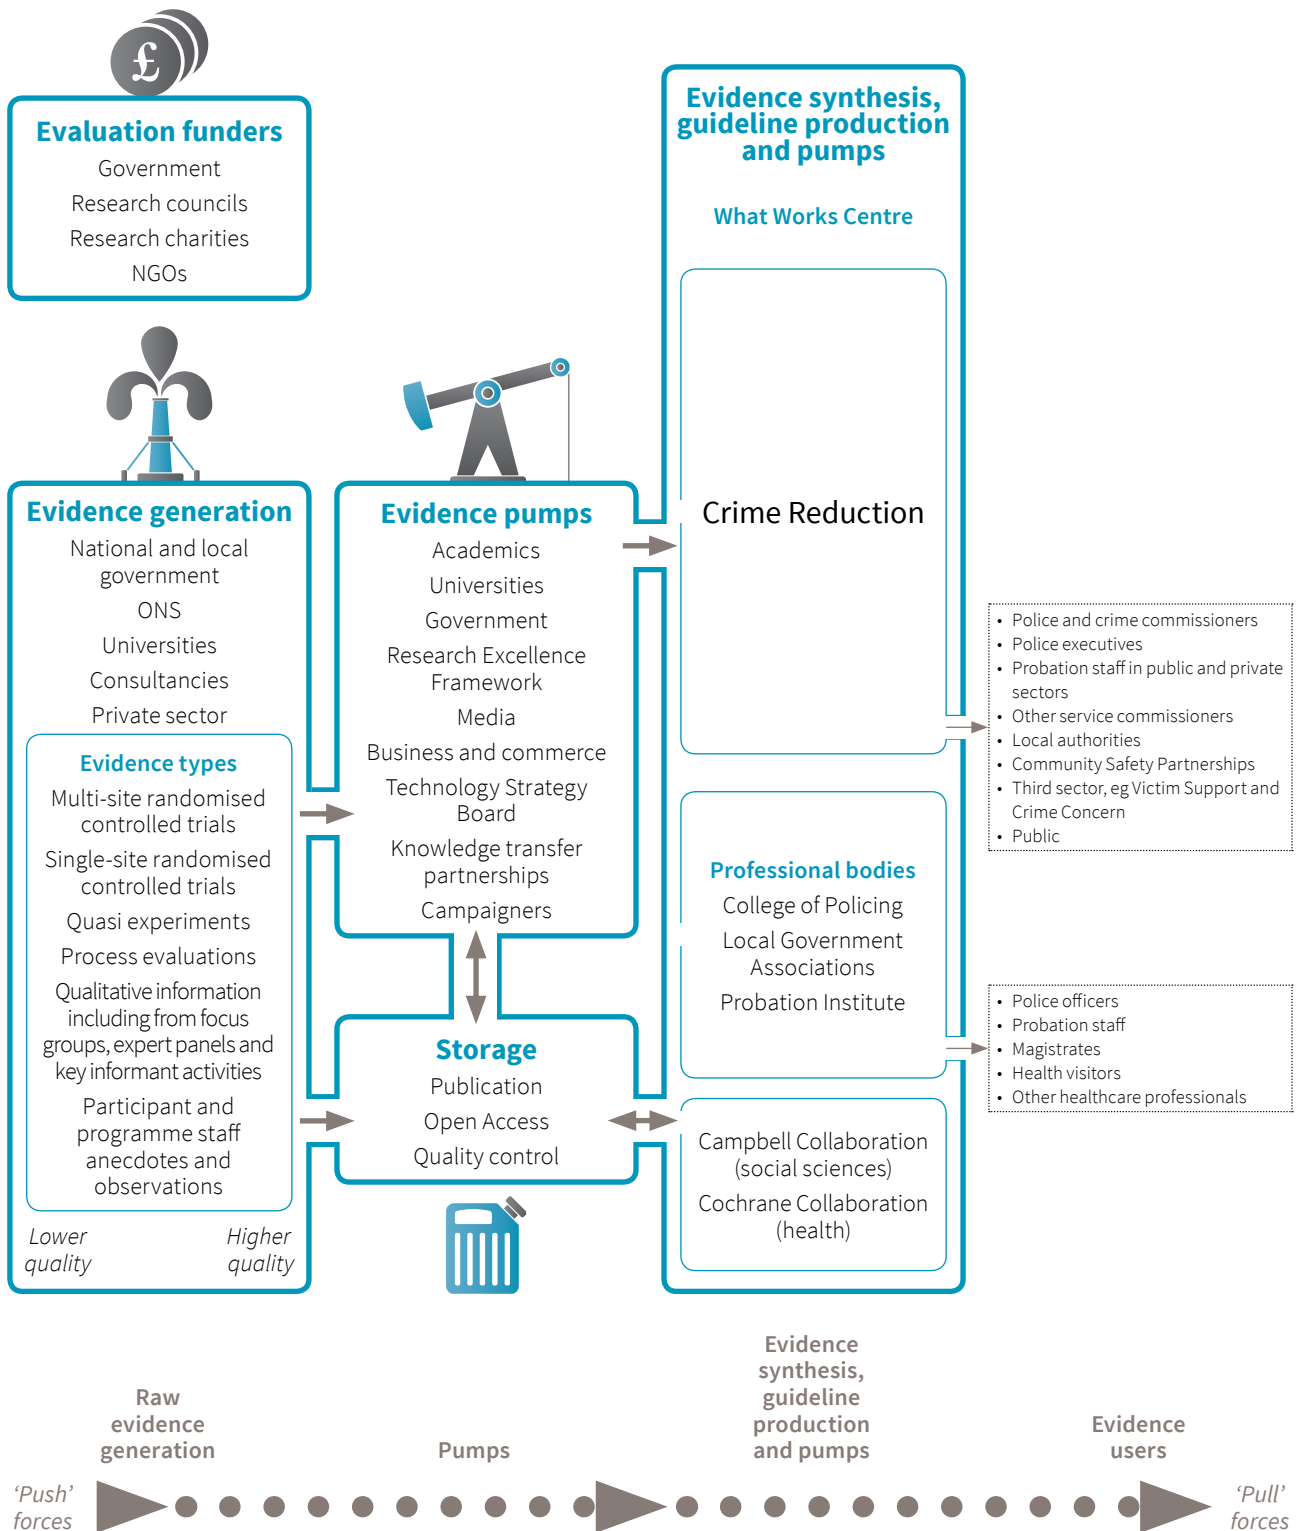 £
Evaluation funders
Government
Research councils
Research charities
NGOs
Evidence generation
National and local
government
ONS
Universities
Consultancies
Private sector
Evidence types
Multi-site randomised
controlled trials
Single-site randomised
controlled trials
Quasi experiments
Process evaluations
Qualitative information
including from focus
groups, expert panels and
key informant activities
Participant and
programme staff
anecdotes and
observations
Lower
quality
Higher
quality
Evidence pumps
Academics
Universities
Government
Research Excellence
Framework
Media
Business and commerce
Technology Strategy
Board
Knowledge transfer
partnerships
Campaigners
Storage
Publication
Open Access
Quality control
Evidence synthesis,
guideline production
and pumps
What Works Centre
Crime Reduction
Professional bodies
College of Policing
Local Government
Associations
Probation Institute
Campbell Collaboration
(social sciences)
Cochrane Collaboration
(health)
• Police and crime commissioners
• Police executives
• Probation staff in public and private
sectors
• Other service commissioners
• Local authorities
• Community Safety Partnerships
• Third sector, eg Victim Support and
Crime Concern
• Public
• Police officers
• Probation staff
• Magistrates
• Health visitors
• Other healthcare professionals
Raw
evidence
generation
Pumps
Evidence
synthesis,
guideline
production
and pumps
Evidence
users
'Push'
forces
'Pull'
forces